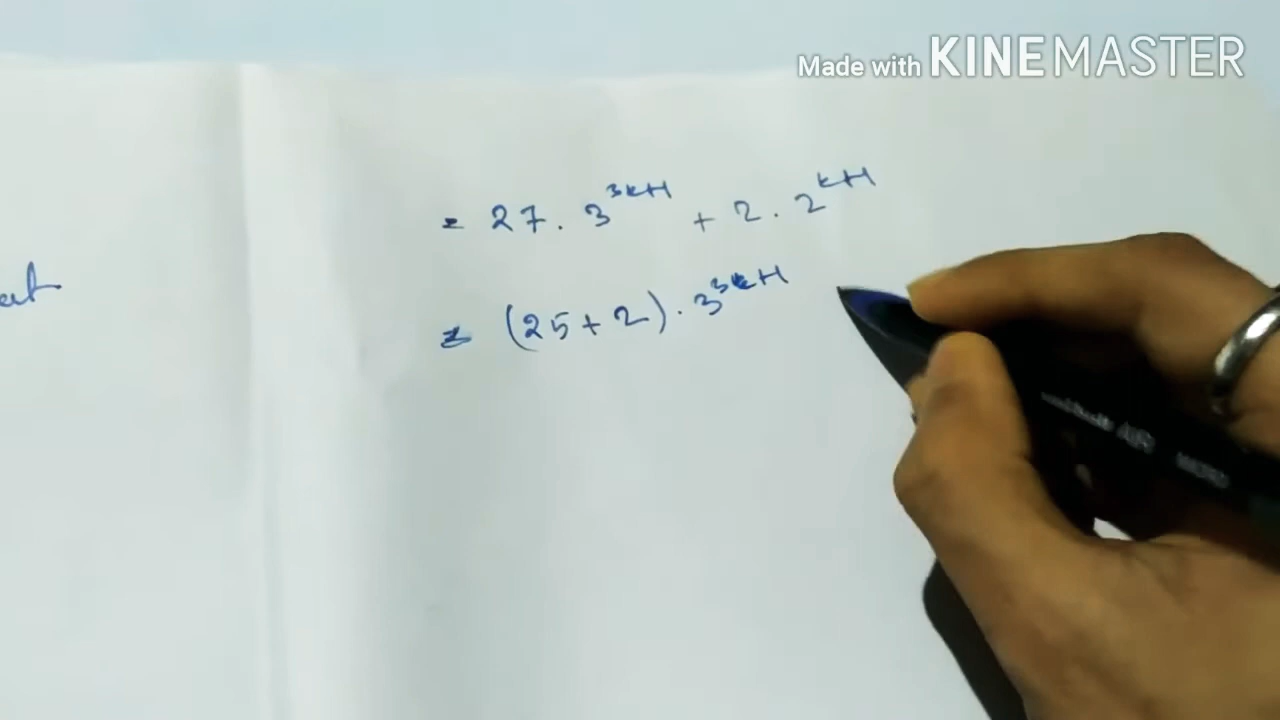 Made with KINEMASTER
= 27 . 3^{3k+1} + 2 . 2^{k+1}
= (25 + 2) . 3^{3k+1}